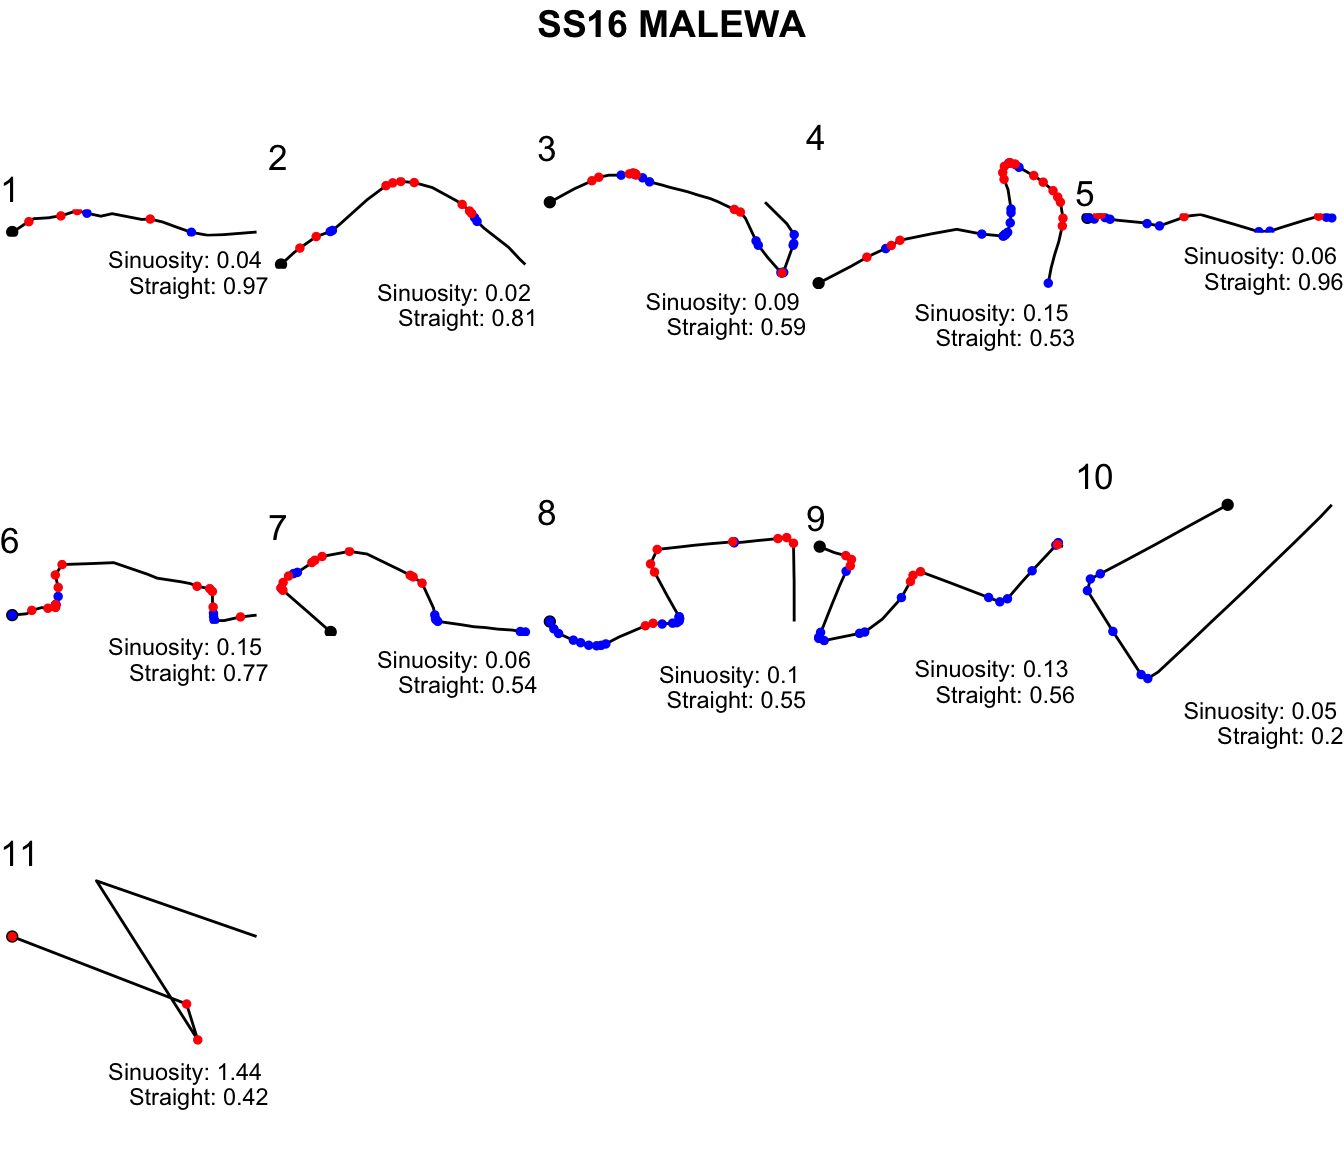 SS16 MALEWA
1
Sinuosity: 0.04
Straight: 0.97
2
Sinuosity: 0.02
Straight: 0.81
3
Sinuosity: 0.09
Straight: 0.59
4
Sinuosity: 0.15
Straight: 0.53
5
Sinuosity: 0.06
Straight: 0.96
6
Sinuosity: 0.15
Straight: 0.77
7
Sinuosity: 0.06
Straight: 0.54
8
Sinuosity: 0.1
Straight: 0.55
9
Sinuosity: 0.13
Straight: 0.56
10
Sinuosity: 0.05
Straight: 0.2
11
Sinuosity: 1.44
Straight: 0.42